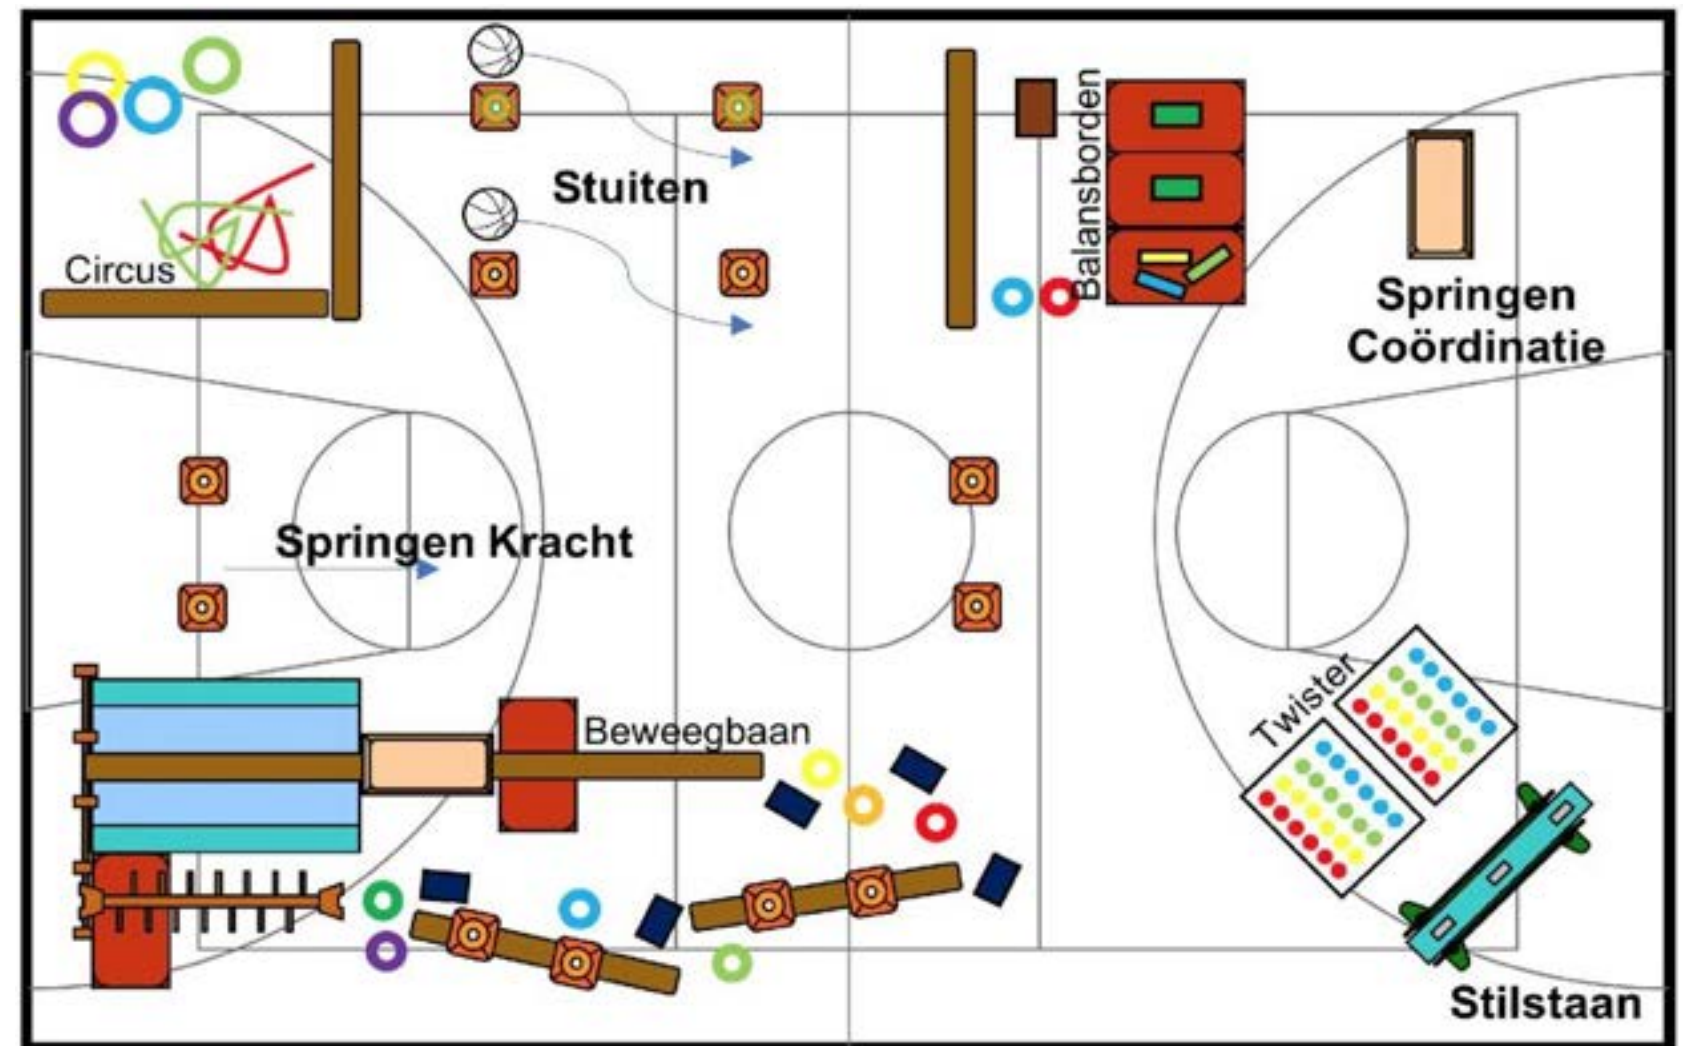 Stuiten
Circus
Balansborden
Springen
Coördinatie
Springen Kracht
Beweegbaan
Twister
Stilstaan